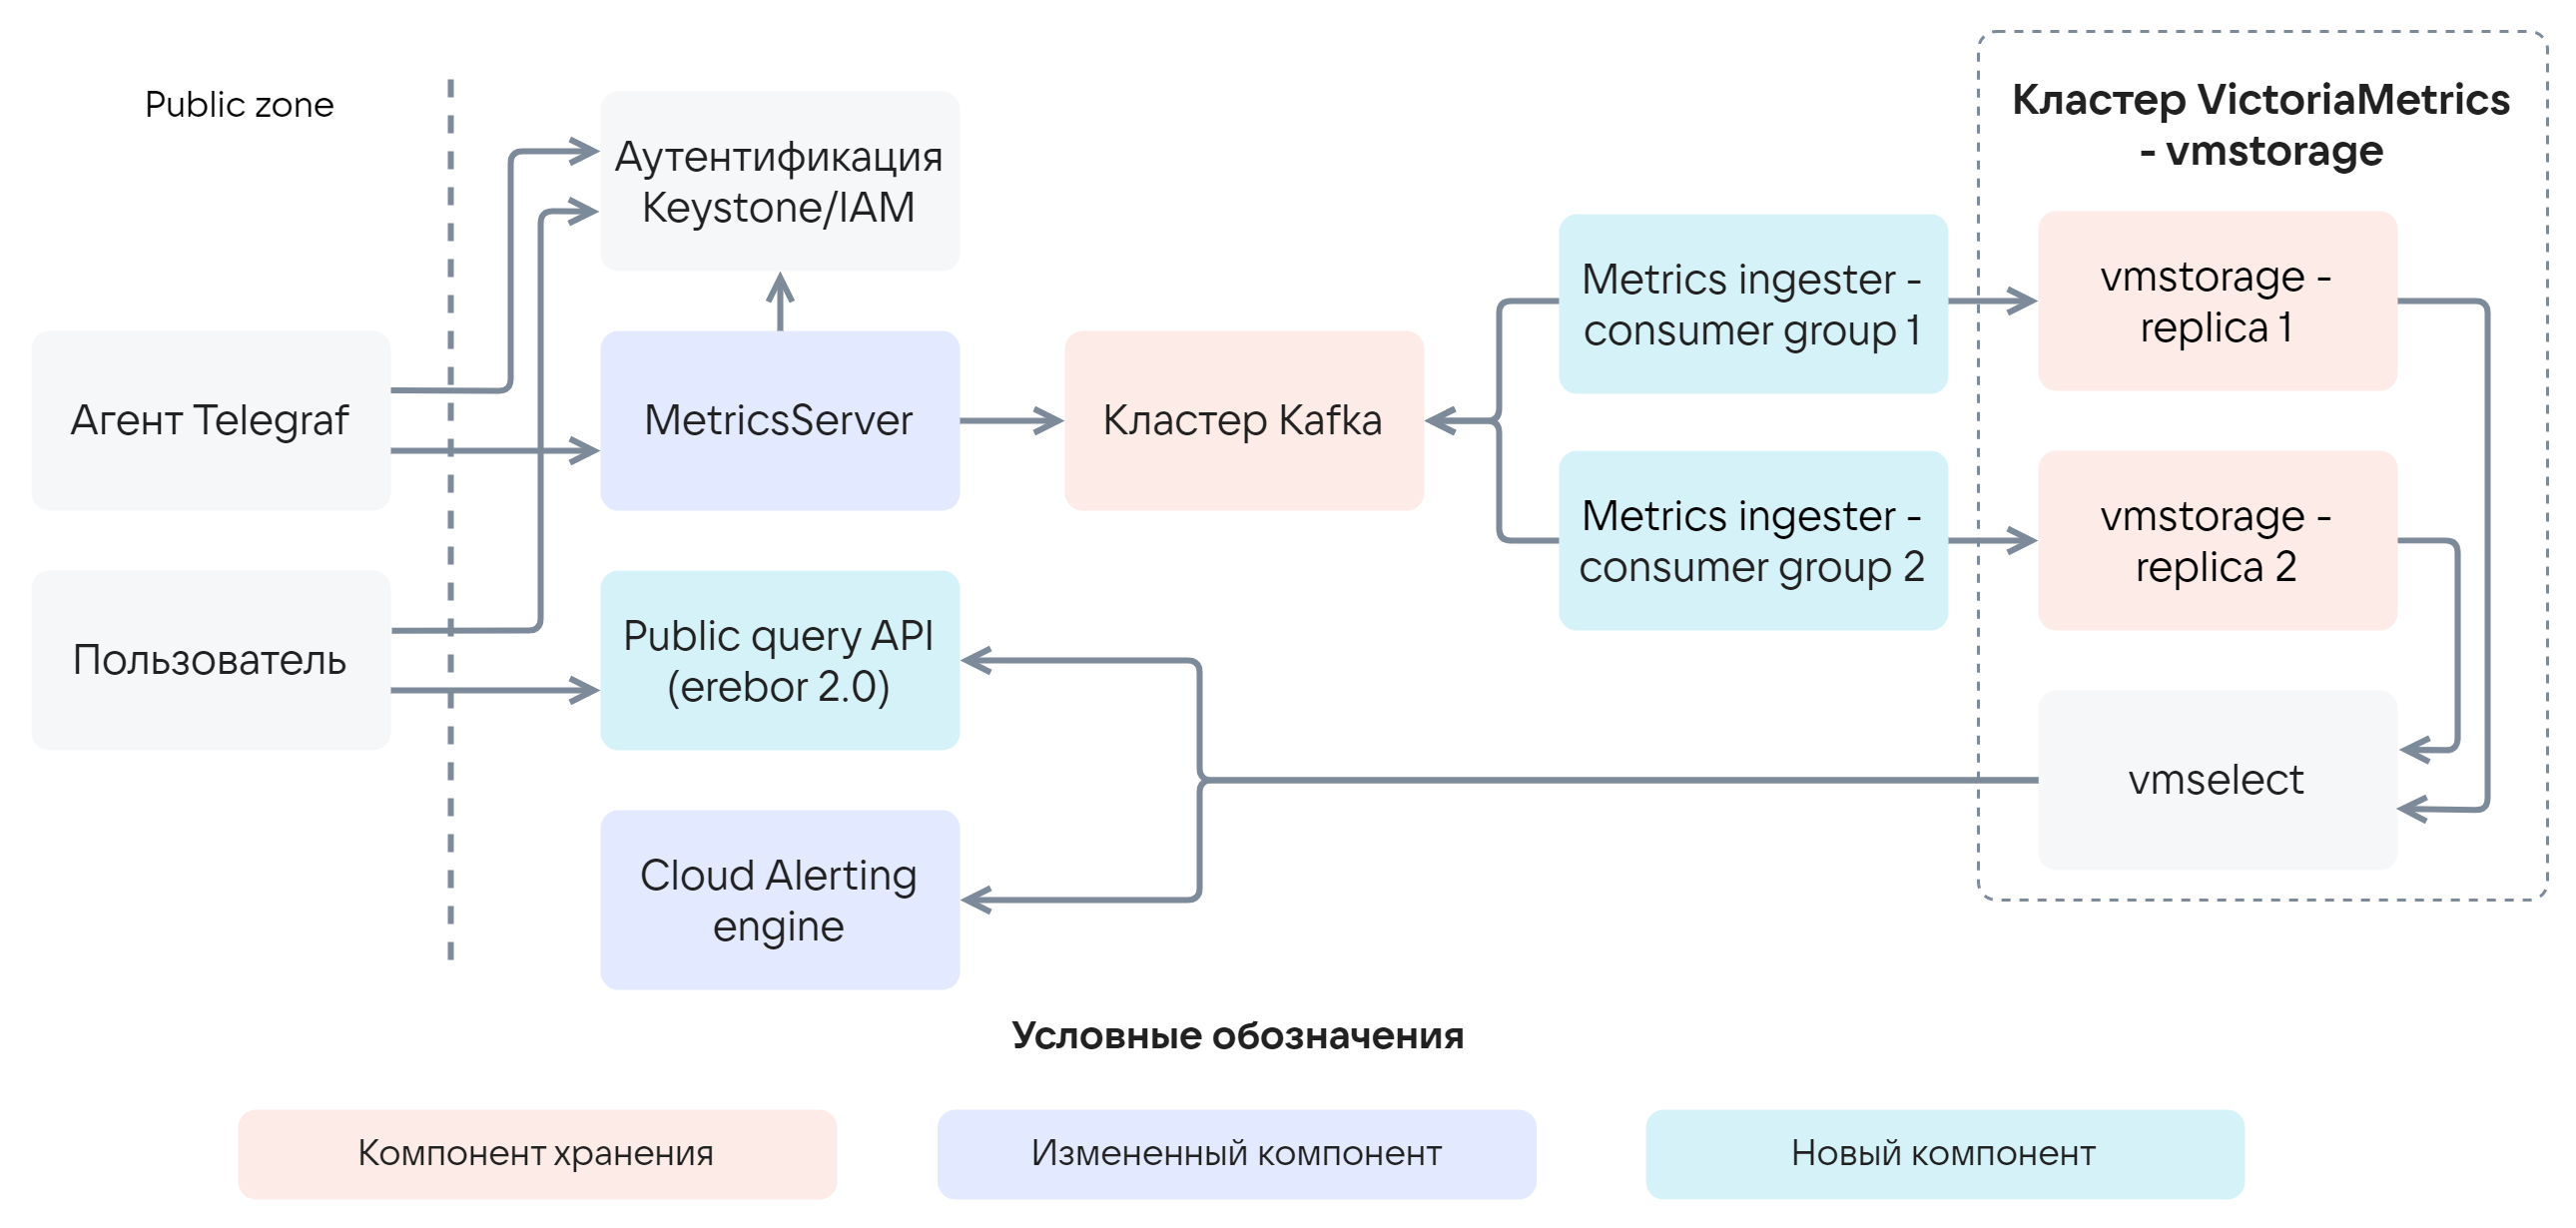 Public zone
Кластер VictoriaMetrics
- vmstorage
Аутентификация
Keystone/IAM
Агент Telegraf
MetricsServer
Кластер Kafka
Metrics ingester -
consumer group 1
vmstorage -
replica 1
Metrics ingester -
consumer group 2
vmstorage -
replica 2
Пользователь
Public query API
(erebor 2.0)
vmselect
Cloud Alerting
engine
Условные обозначения
Компонент хранения
Измененный компонент
Новый компонент